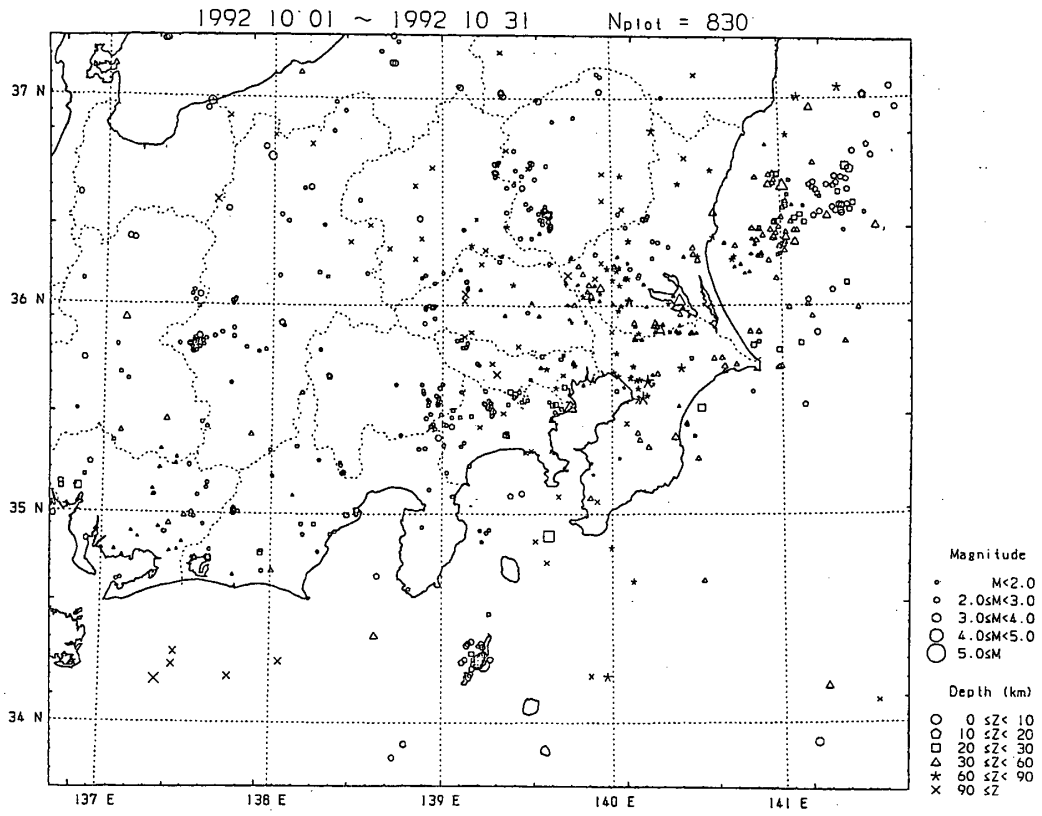 1992 10 01 ~ 1992 10 31 Nplot = 830
37 N
36 N
35 N
34 N
137 E
138 E
139 E
140 E
141 E
Magnitude
M<2.0
2.0≤M<3.0
3.0≤M<4.0
4.0≤M<5.0
5.0≤M
Depth (km)
0 ≤Z< 10
10 ≤Z< 20
20 ≤Z< 30
30 ≤Z< 60
60 ≤Z< 90
90 ≤Z